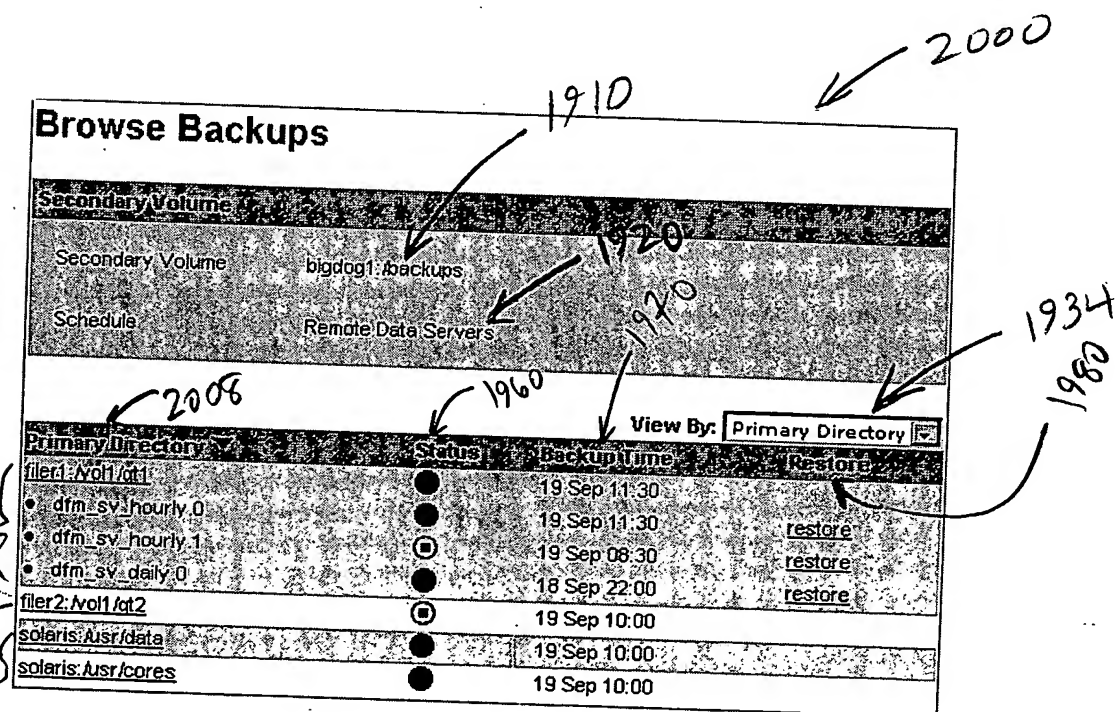 2000
1910
Browse Backups
Secondary Volume
Secondary Volume bigdog1:/backups
1920
Schedule Remote Data Servers
1970
1934
1980
2008
1960
View By: Primary Directory
Primary Directory Status Backup Time Restore
filer1:/vol1/qt1 19 Sep 11:30
dfm_sv_hourly.0 19 Sep 11:30 restore
dfm_sv_hourly.1 19 Sep 08:30 restore
dfm_sv_daily.0 18 Sep 22:00 restore
filer2:/vol1/qt2 19 Sep 10:00
solaris:/usr/data 19 Sep 10:00
solaris:/usr/cores 19 Sep 10:00